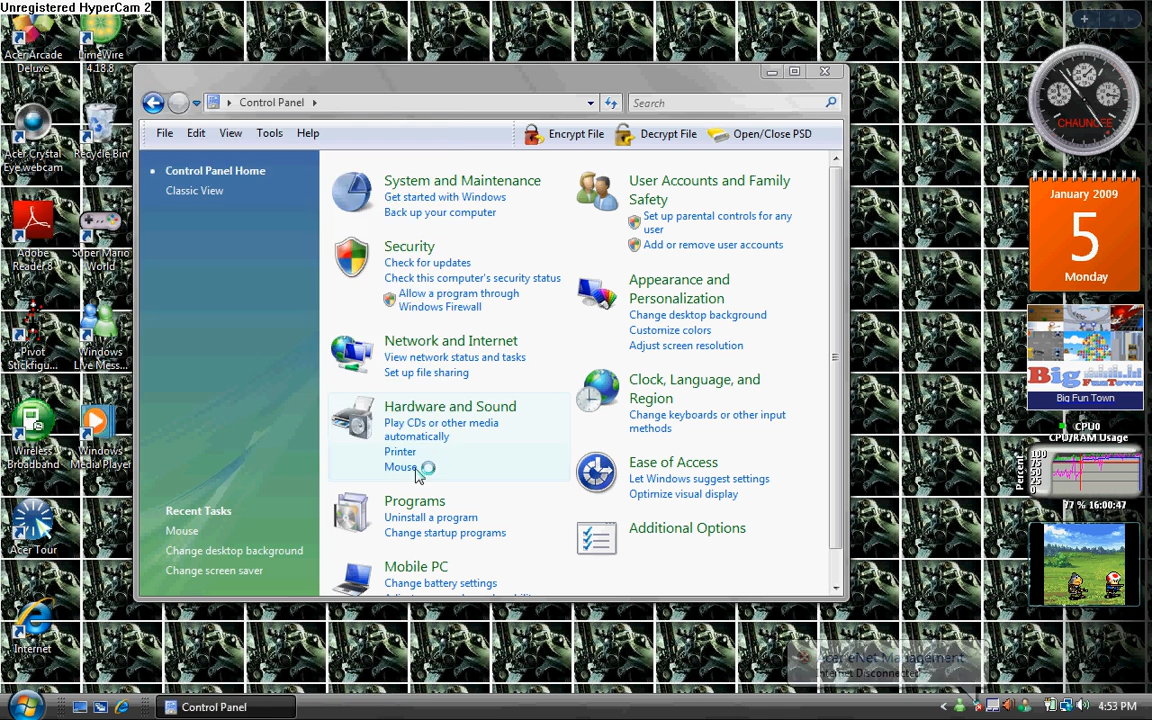 Unregistered HyperCam 2
Acer Arcade
Deluxe
LimeWire
4.18.8
Acer Crystal
Eye webcam
Recycle Bin
Adobe
Reader 8
Super Mario
World
Pivot
Stickfigu...
Windows
Live Mess...
Wireless
Broadband
Windows
Media Player
Acer Tour
Internet
Control Panel
Search
File
Edit
View
Tools
Help
Encrypt File
Decrypt File
Open/Close PSD
Control Panel Home
Classic View
Recent Tasks
Mouse
Change desktop background
Change screen saver
System and Maintenance
Get started with Windows
Back up your computer
Security
Check for updates
Check this computer's security status
Allow a program through
Windows Firewall
Network and Internet
View network status and tasks
Set up file sharing
Hardware and Sound
Play CDs or other media
automatically
Printer
Mouse
Programs
Uninstall a program
Change startup programs
Mobile PC
Change battery settings
User Accounts and Family
Safety
Set up parental controls for any
user
Add or remove user accounts
Appearance and
Personalization
Change desktop background
Customize colors
Adjust screen resolution
Clock, Language, and
Region
Change keyboards or other input
methods
Ease of Access
Let Windows suggest settings
Optimize visual display
Additional Options
CHAUNCEE
January 2009
5
Monday
Big
FunTown
Big Fun Town
CPU0
CPU/RAM Usage
Percent
100
75
50
25
0
77 % 16:00:47
Acer eNet Management
Internet Disconnected
Control Panel
4:53 PM